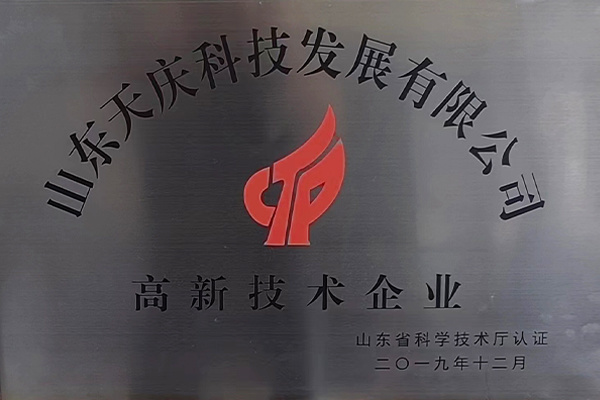 山东天庆科技发展有限公司
高新技术企业
山东省科学技术厅认证
二〇一九年十二月